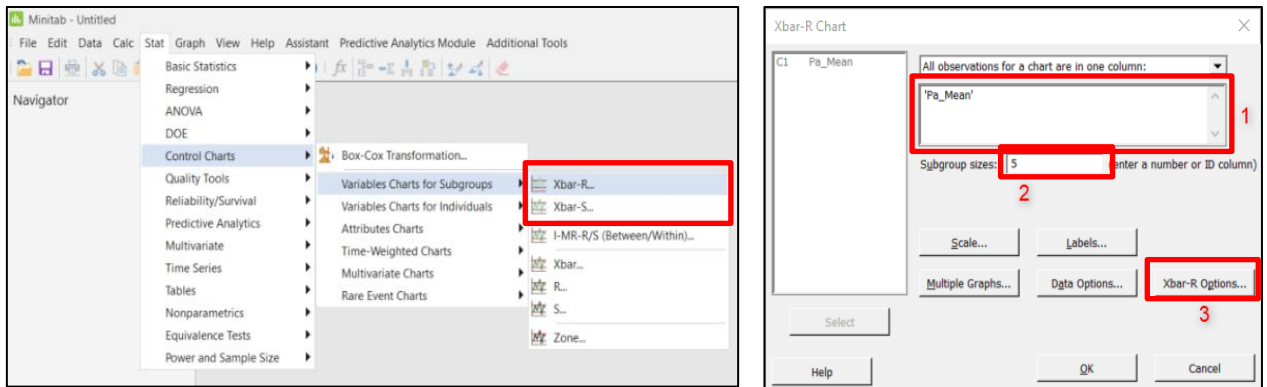 Minitab - Untitled
File Edit Data Calc Stat Graph View Help Assistant Predictive Analytics Module Additional Tools
Navigator
Basic Statistics
Regression
ANOVA
DOE
Control Charts
Quality Tools
Reliability/Survival
Predictive Analytics
Multivariate
Time Series
Tables
Nonparametrics
Equivalence Tests
Power and Sample Size
Box-Cox Transformation...
Variables Charts for Subgroups
Variables Charts for Individuals
Attributes Charts
Time-Weighted Charts
Multivariate Charts
Rare Event Charts
Xbar-R...
Xbar-S...
I-MR-R/S (Between/Within)...
Xbar...
R...
S...
Zone...
Xbar-R Chart
C1 Pa_Mean
All observations for a chart are in one column:
'Pa_Mean'
1
Subgroup sizes: 5 (enter a number or ID column)
2
Scale... Labels...
Multiple Graphs... Data Options... Xbar-R Options...
3
Select
Help OK Cancel